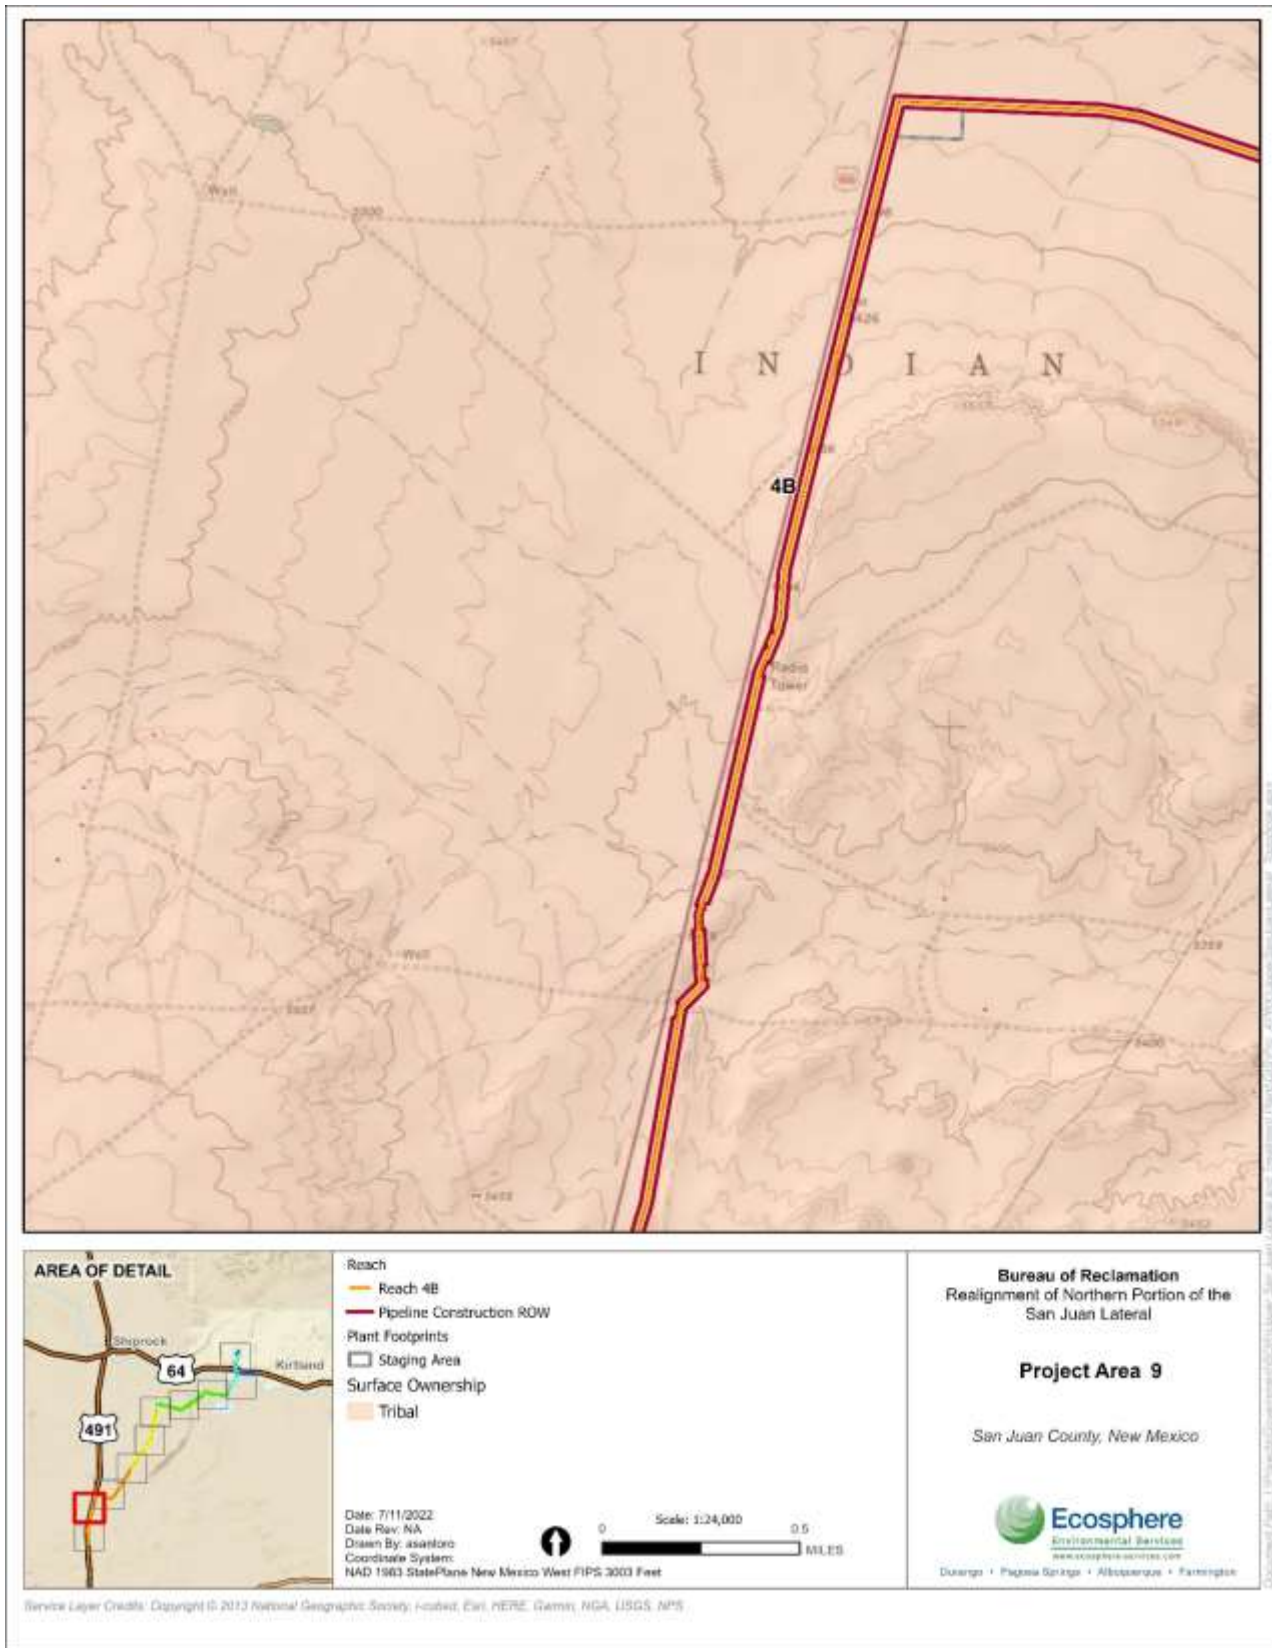 Well
I N D I A N
4B
Radio
Tower
Well
AREA OF DETAIL
Shiprock
64
Kirtland
491
Reach
Reach 4B
Pipeline Construction ROW
Plant Footprints
Staging Area
Surface Ownership
Tribal
Date: 7/11/2022
Date Rev: NA
Drawn By: asantoro
Coordinate System:
NAD 1983 StatePlane New Mexico West FIPS 3003 Feet
Scale: 1:24,000
0 0.5
MILES
Bureau of Reclamation
Realignment of Northern Portion of the
San Juan Lateral
Project Area 9
San Juan County, New Mexico
Ecosphere
Environmental Services
www.ecosphere-services.com
Durango • Pagosa Springs • Albuquerque • Farmington
Service Layer Credits: Copyright:© 2013 National Geographic Society, i-cubed, Esri, HERE, Garmin, NGA, USGS, NPS